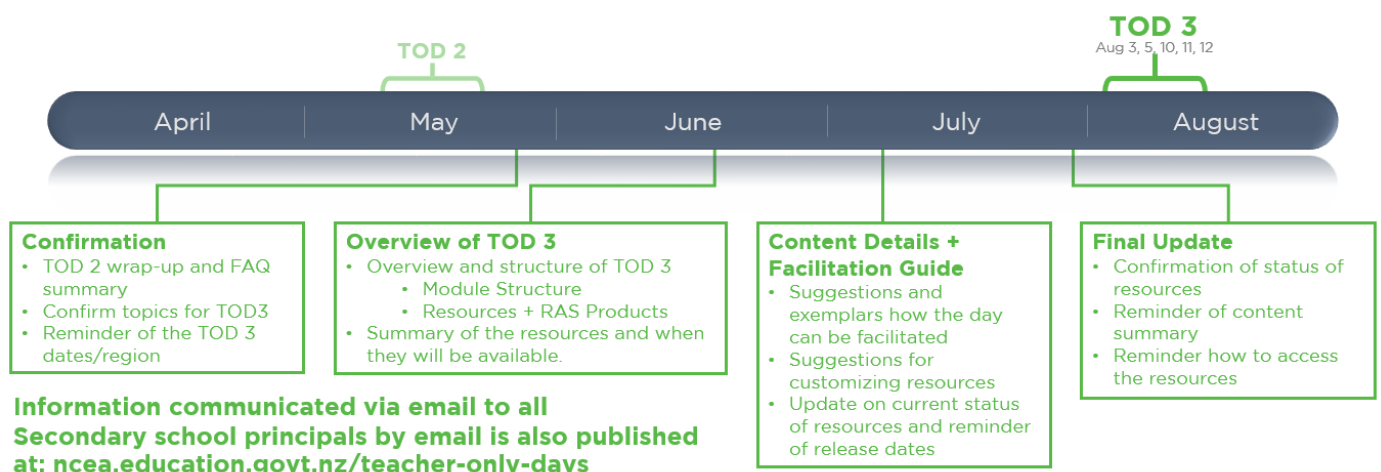 TOD 2
TOD 3
Aug 3, 5, 10, 11, 12
April
May
June
July
August
Confirmation
• TOD 2 wrap-up and FAQ
summary
• Confirm topics for TOD3
• Reminder of the TOD 3
dates/region
Overview of TOD 3
• Overview and structure of TOD 3
• Module Structure
• Resources + RAS Products
• Summary of the resources and when
they will be available.
Content Details +
Facilitation Guide
• Suggestions and
exemplars how the day
can be facilitated
• Suggestions for
customizing resources
• Update on current status
of resources and reminder
of release dates
Final Update
• Confirmation of status of
resources
• Reminder of content
summary
• Reminder how to access
the resources
Information communicated via email to all
Secondary school principals by email is also published
at: ncea.education.govt.nz/teacher-only-days